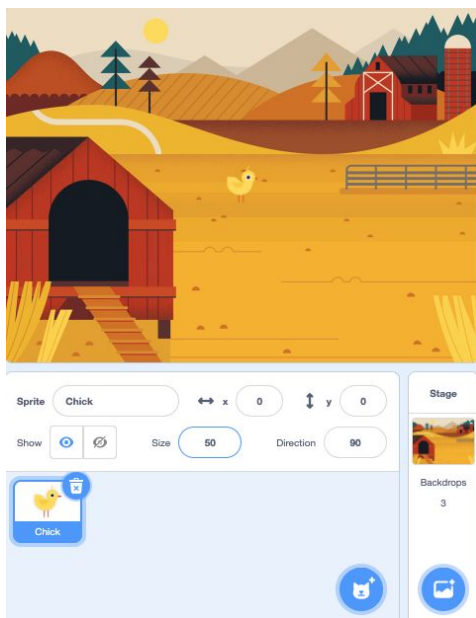 Sprite Chick x 0 y 0
Show Size 50 Direction 90
Chick
Stage
Backdrops
3